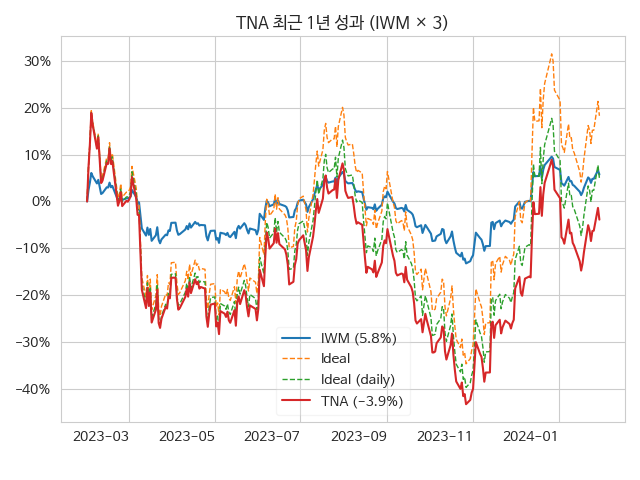 TNA 최근 1년 성과 (IWM × 3)
30%
20%
10%
0%
−10%
−20%
−30%
−40%
IWM (5.8%)
Ideal
Ideal (daily)
TNA (−3.9%)
2023−03
2023−05
2023−07
2023−09
2023−11
2024−01